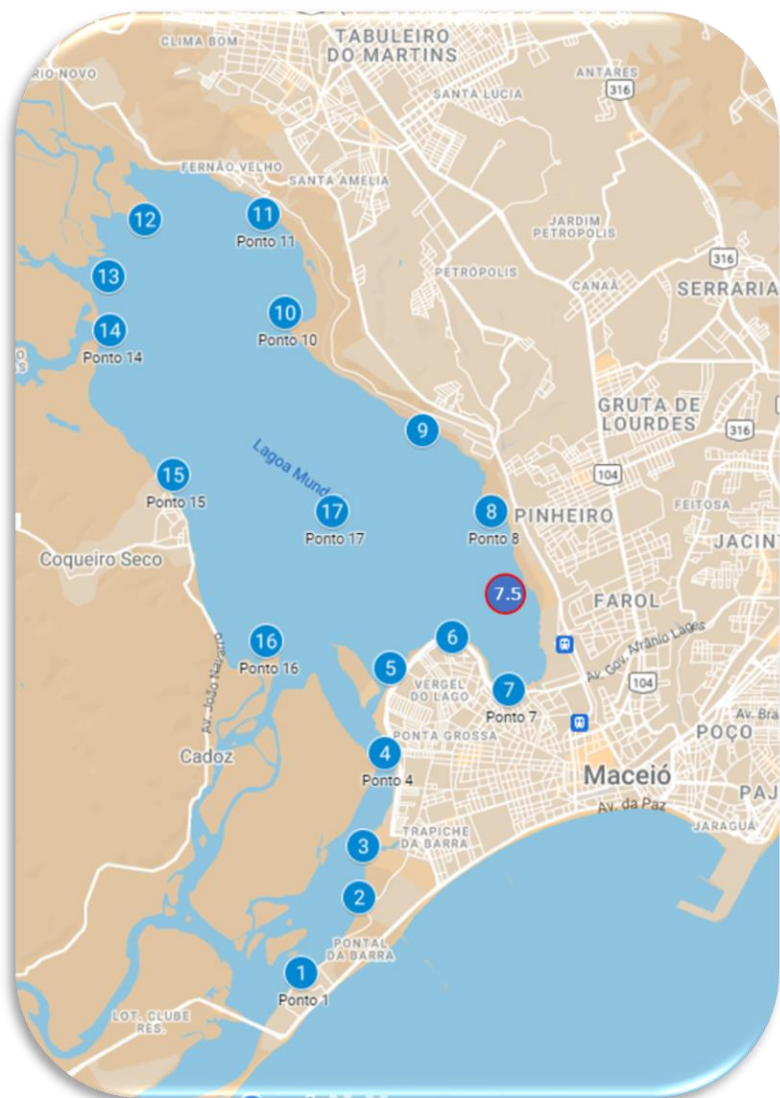 CLIMA BOM
TABULEIRO
DO MARTINS
RIO NOVO
ANTARES
316
SANTA LUCIA
FERNÃO VELHO
SANTA AMELIA
12
11
Ponto 11
JARDIM
PETROPOLIS
316
13
PETRÓPOLIS
CANAÃ
SERRARIA
10
Ponto 10
14
Ponto 14
GRUTA DE
LOURDES
316
9
Lagoa Mund
104
15
Ponto 15
FEITOSA
17
Ponto 17
8
Ponto 8
PINHEIRO
JACIN
Coqueiro Seco
7.5
FAROL
16
Ponto 16
6
Av. Gov. Afrânio Lages
5
VERGEL
DO LAGO
7
Ponto 7
104
Av. João Na
Av. Bra
PONTA GROSSA
POÇO
4
Ponto 4
Cadoz
Maceió
PAJ
Av. da Paz
JARAGUÁ
TRAPICHE
DA BARRA
3
2
PONTAL
DA BARRA
1
Ponto 1
LOT. CLUBE
RES.